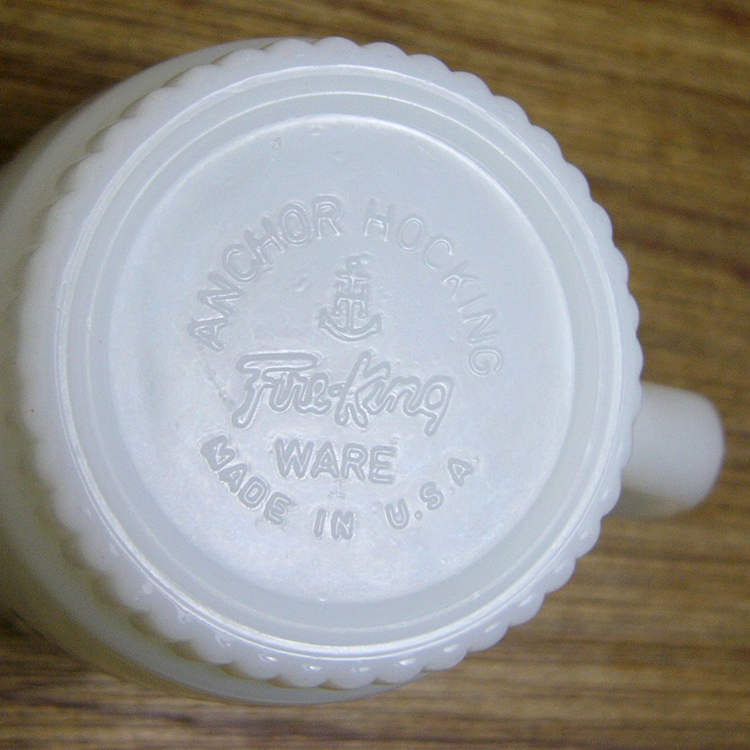 ANCHOR HOCKING
Fire-King
WARE
MADE IN U.S.A